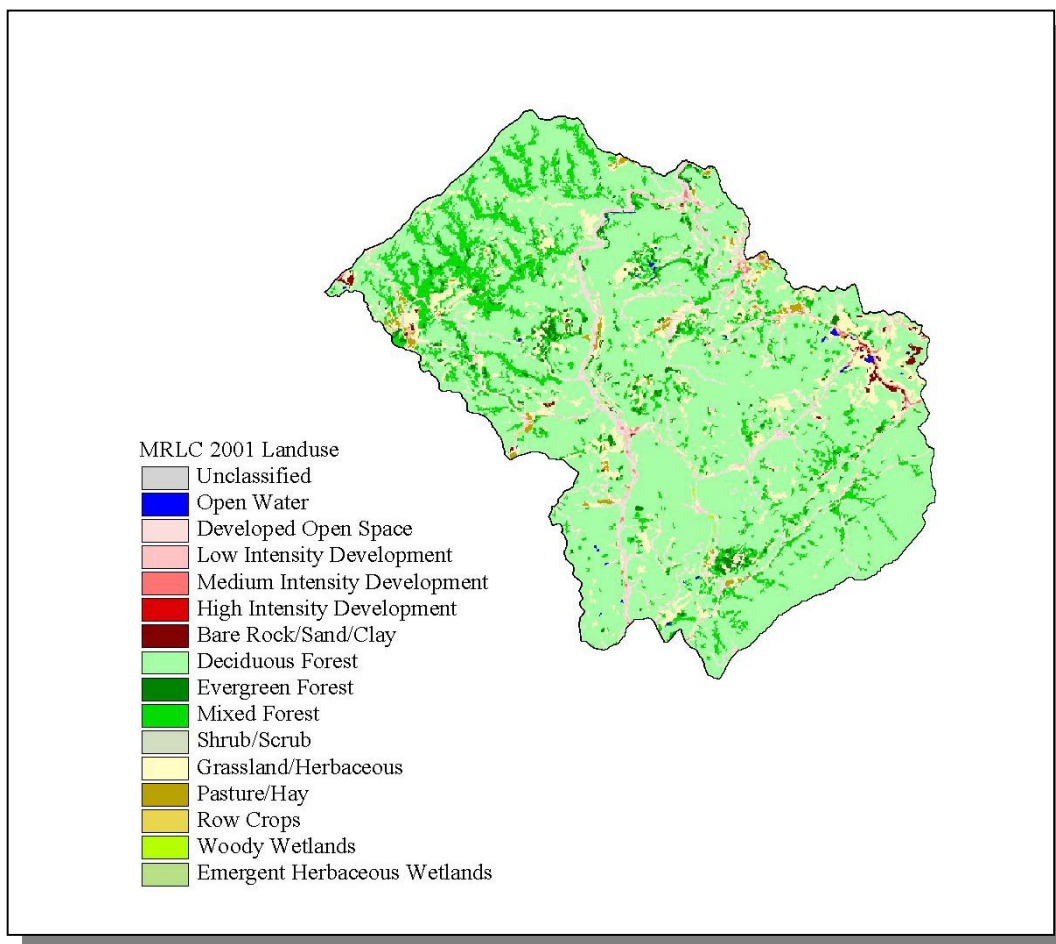 MRLC 2001 Landuse
Unclassified
Open Water
Developed Open Space
Low Intensity Development
Medium Intensity Development
High Intensity Development
Bare Rock/Sand/Clay
Deciduous Forest
Evergreen Forest
Mixed Forest
Shrub/Scrub
Grassland/Herbaceous
Pasture/Hay
Row Crops
Woody Wetlands
Emergent Herbaceous Wetlands